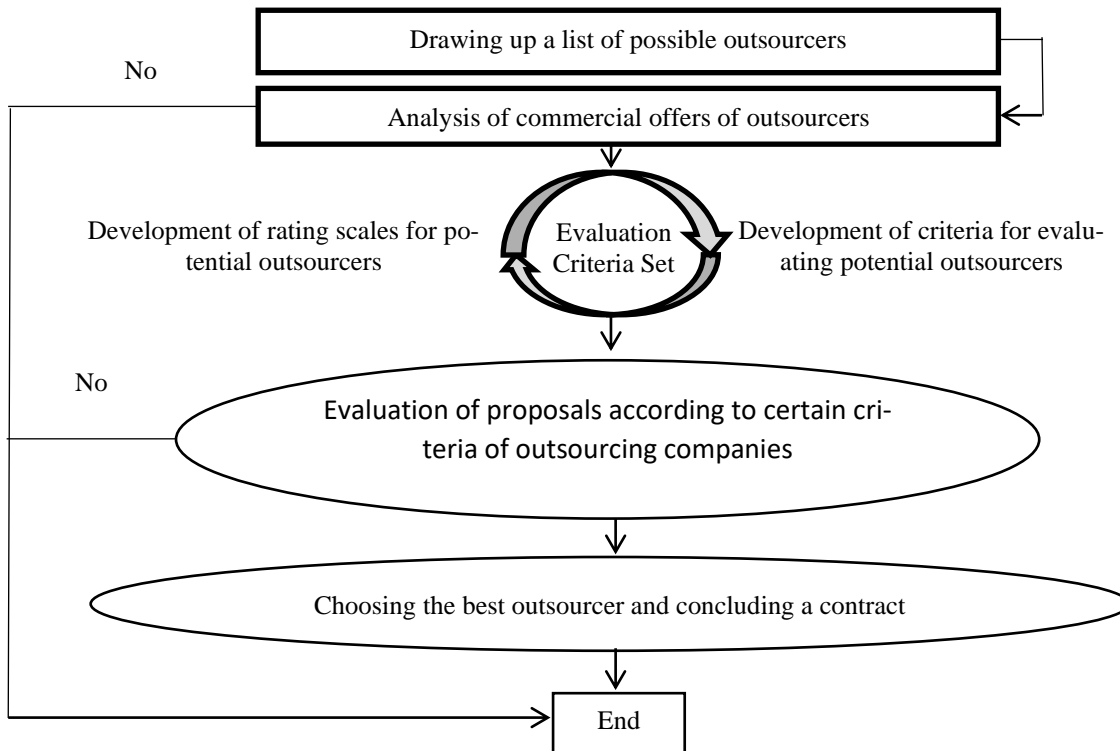 Drawing up a list of possible outsourcers
No
Analysis of commercial offers of outsourcers
Development of rating scales for po-
tential outsourcers
Evaluation
Criteria Set
Development of criteria for evalu-
ating potential outsourcers
No
Evaluation of proposals according to certain cri-
teria of outsourcing companies
Choosing the best outsourcer and concluding a contract
End